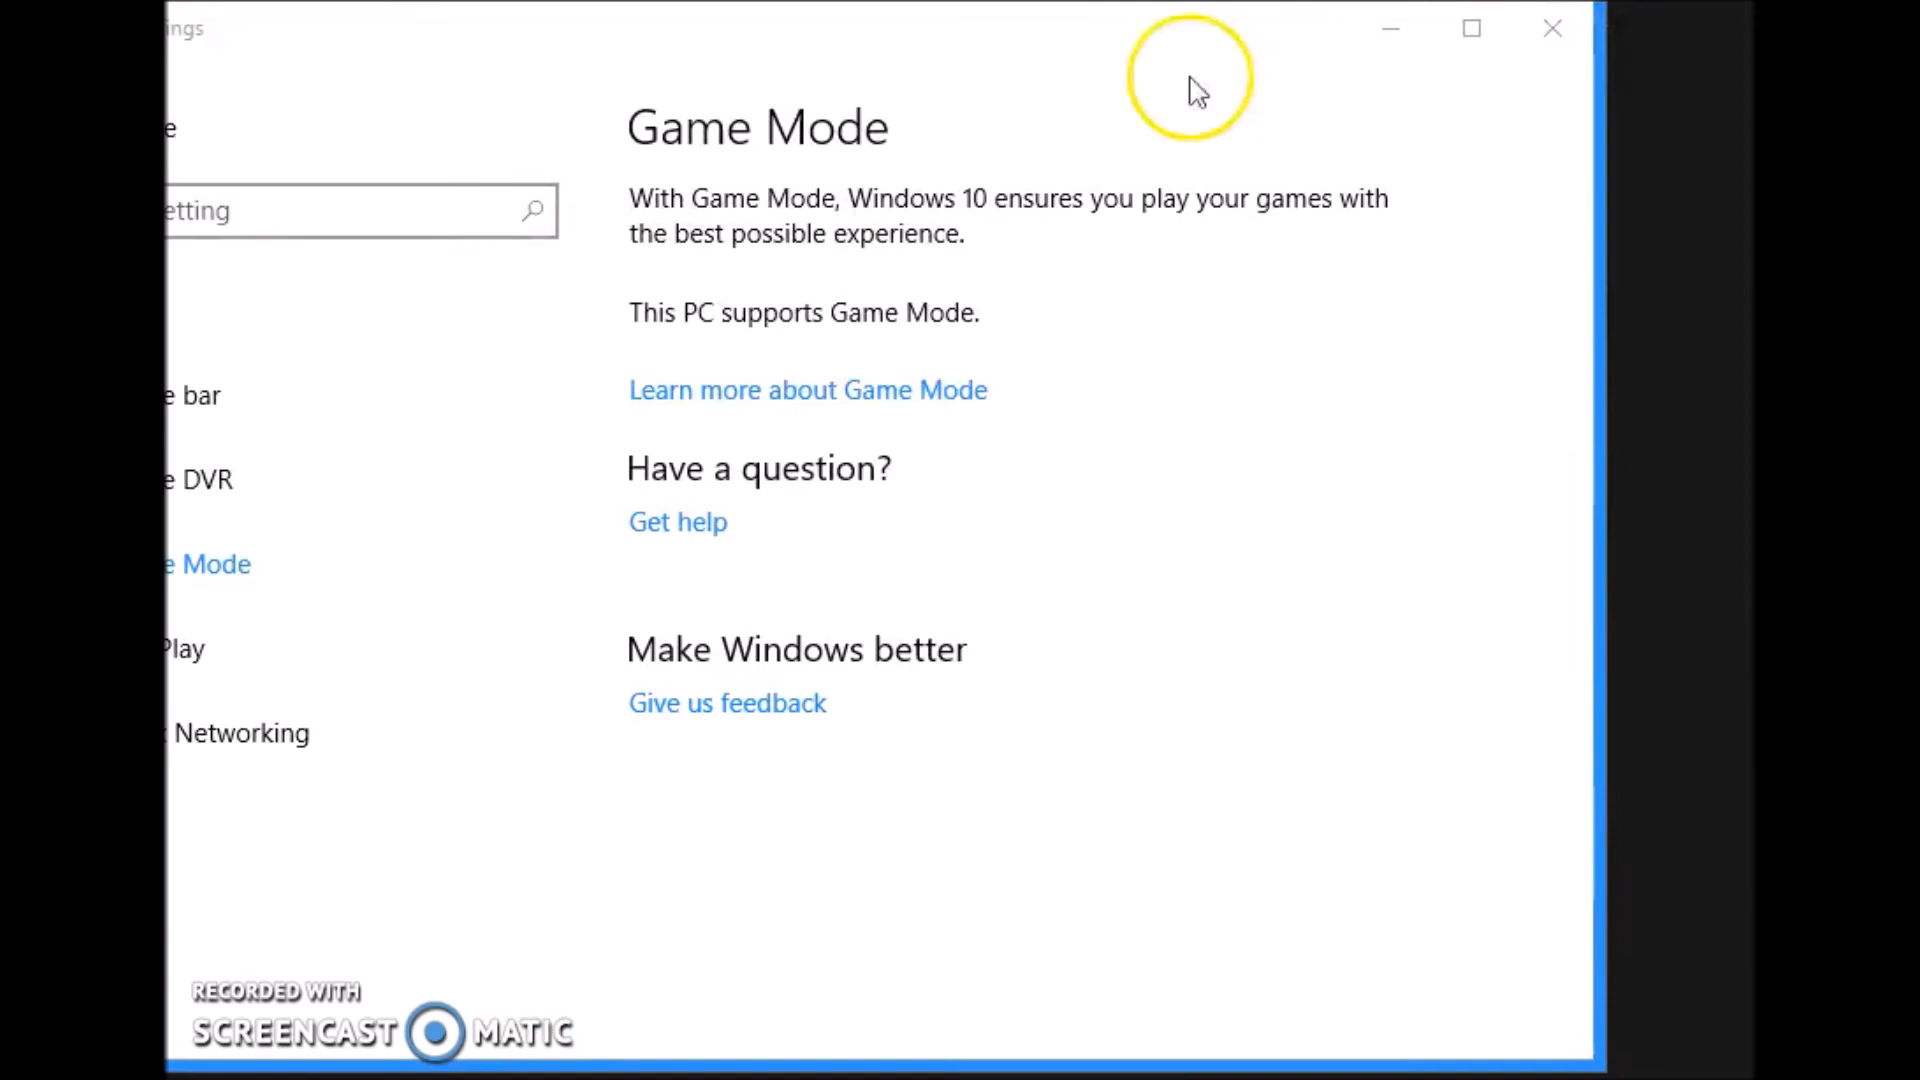 ings
e
etting
e bar
e DVR
e Mode
Play
Networking
Game Mode
With Game Mode, Windows 10 ensures you play your games with
the best possible experience.
This PC supports Game Mode.
Learn more about Game Mode
Have a question?
Get help
Make Windows better
Give us feedback
RECORDED WITH
SCREENCAST MATIC